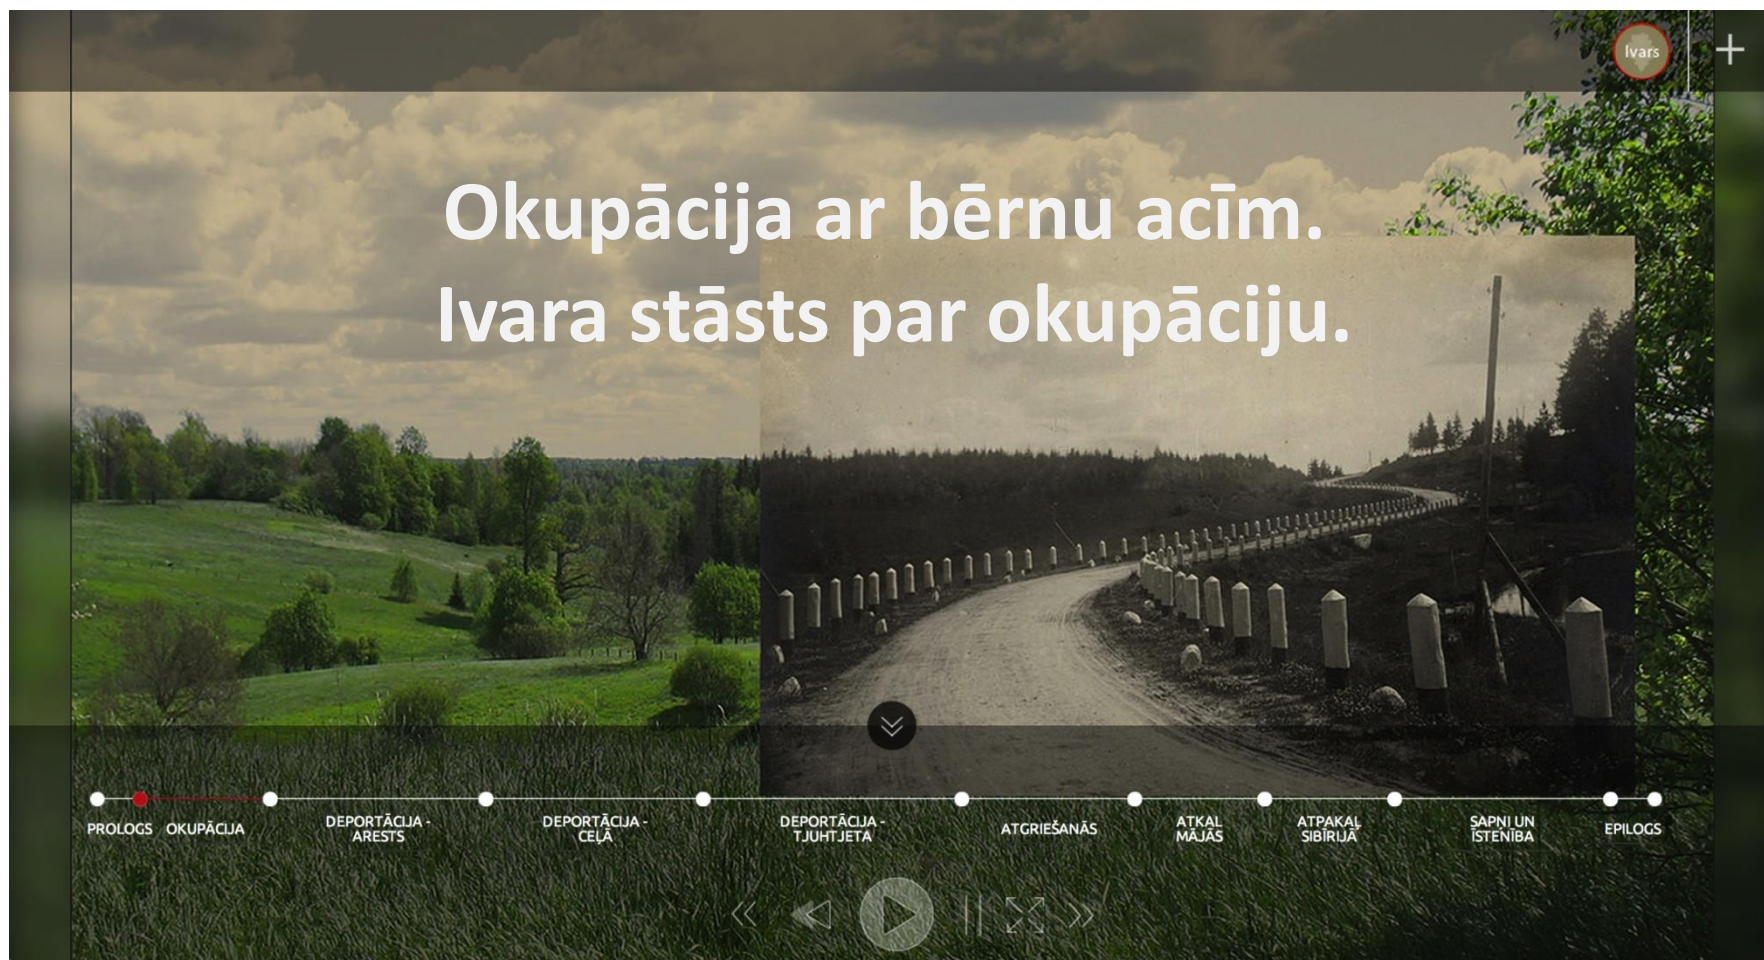 Ivars
Okupācija ar bērnu acīm.
Ivara stāsts par okupāciju.
PROLOGS
OKUPĀCIJA
DEPORTĀCIJA -
ARESTS
DEPORTĀCIJA -
CEĻĀ
DEPORTĀCIJA -
TJUHTJETA
ATGRIEŠANĀS
ATKAL
MĀJĀS
ATPAKAĻ
SIBĪRIJĀ
SAPŅI UN
ĪSTENĪBA
EPILOGS